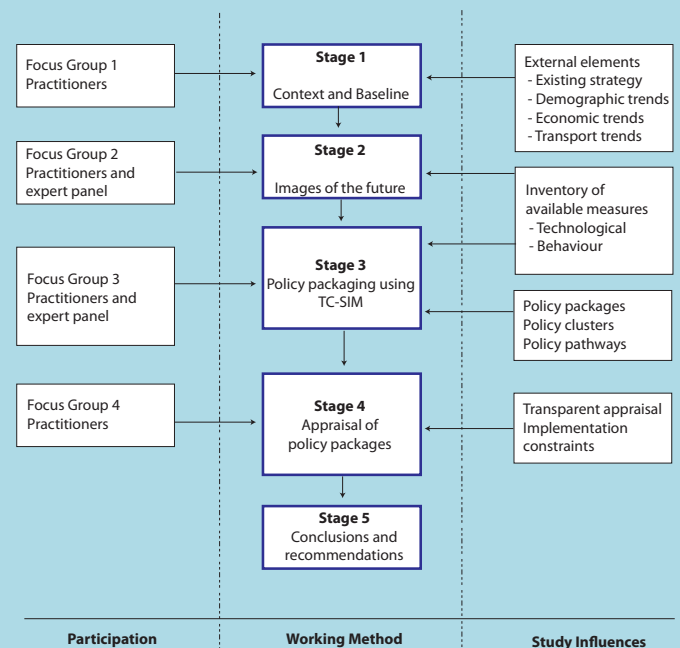 Focus Group 1
Practitioners
Stage 1
Context and Baseline
External elements
- Existing strategy
- Demographic trends
- Economic trends
- Transport trends
Focus Group 2
Practitioners and
expert panel
Stage 2
Images of the future
Inventory of
available measures
- Technological
- Behaviour
Focus Group 3
Practitioners and
expert panel
Stage 3
Policy packaging using
TC-SIM
Policy packages
Policy clusters
Policy pathways
Focus Group 4
Practitioners
Stage 4
Appraisal of
policy packages
Transparent appraisal
Implementation
constraints
Stage 5
Conclusions and
recommendations
Participation
Working Method
Study Influences